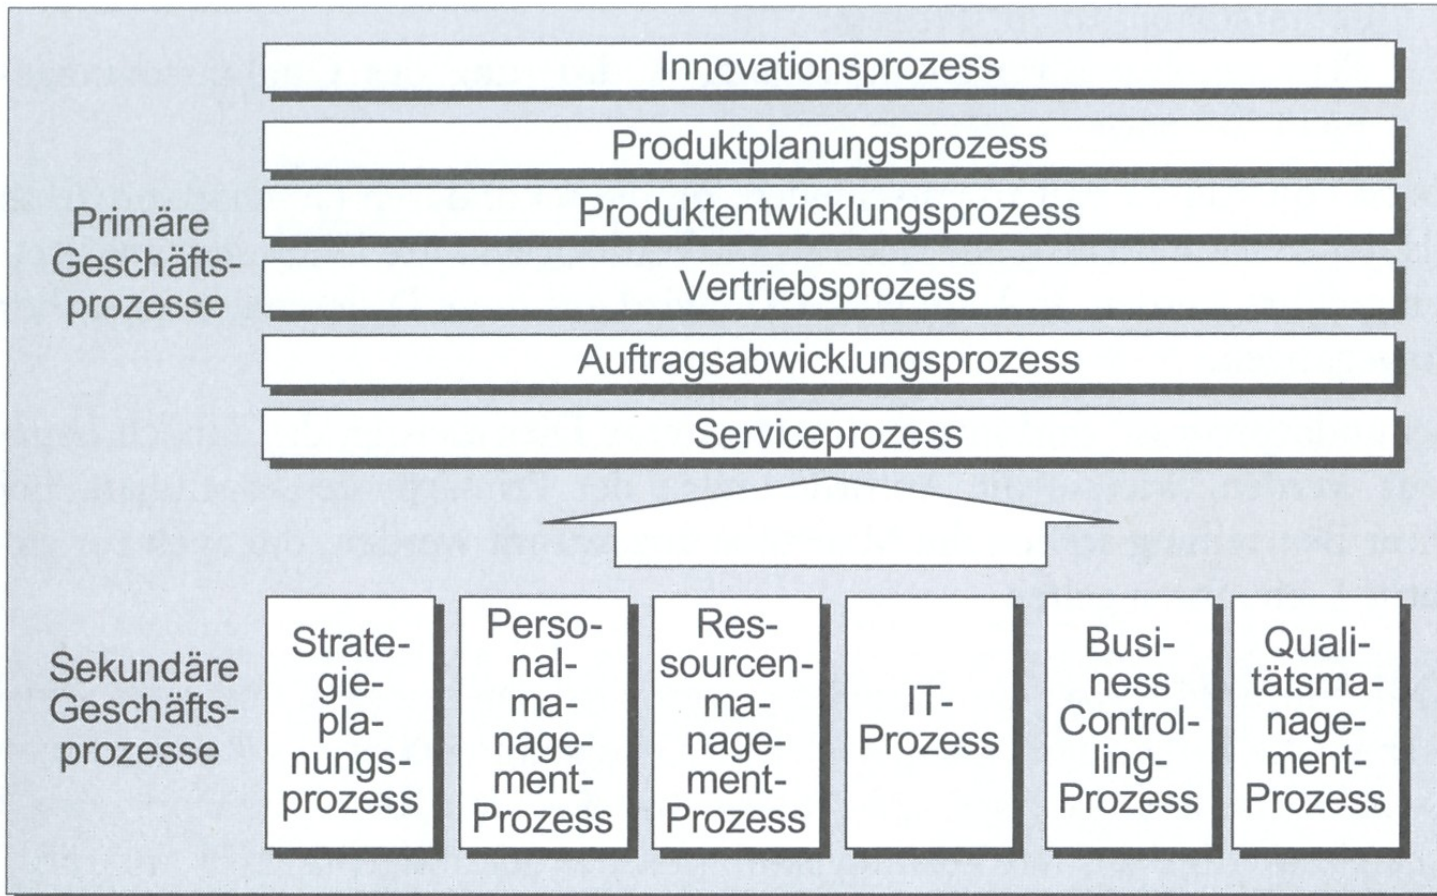 Innovationsprozess
Produktplanungsprozess
Primäre
Geschäfts-
prozesse
Produktentwicklungsprozess
Vertriebsprozess
Auftragsabwicklungsprozess
Serviceprozess
Sekundäre
Geschäfts-
prozesse
Strate-
gie-
pla-
nungs-
prozess
Perso-
nal-
ma-
nage-
ment-
Prozess
Res-
sourcen-
ma-
nage-
ment-
Prozess
IT-
Prozess
Busi-
ness
Control-
ling-
Prozess
Quali-
tätsma-
nage-
ment-
Prozess